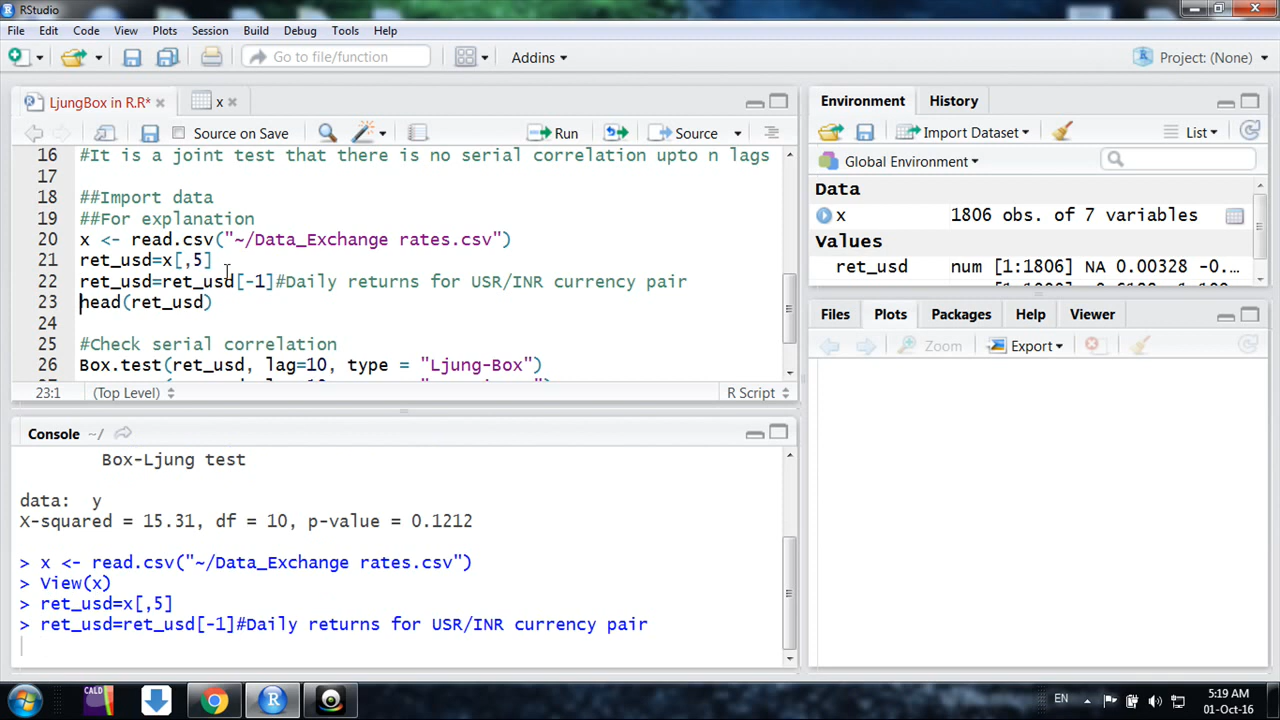 RStudio
File Edit Code View Plots Session Build Debug Tools Help
Go to file/function Addins Project: (None)
LjungBox in R.R* x
Source on Save Run Source
16 #It is a joint test that there is no serial correlation upto n lags
17
18 ##Import data
19 ##For explanation
20 x <- read.csv("~/Data_Exchange rates.csv")
21 ret_usd=x[,5]
22 ret_usd=ret_usd[-1]#Daily returns for USR/INR currency pair
23 head(ret_usd)
24
25 #Check serial correlation
26 Box.test(ret_usd, lag=10, type = "Ljung-Box")
23:1 (Top Level) R Script
Console ~/
Box-Ljung test
data: y
X-squared = 15.31, df = 10, p-value = 0.1212
> x <- read.csv("~/Data_Exchange rates.csv")
> View(x)
> ret_usd=x[,5]
> ret_usd=ret_usd[-1]#Daily returns for USR/INR currency pair
Environment History
Import Dataset List
Global Environment
Data
x 1806 obs. of 7 variables
Values
ret_usd num [1:1806] NA 0.00328 -0...
Files Plots Packages Help Viewer
Zoom Export
CALD
EN
5:19 AM
01-Oct-16